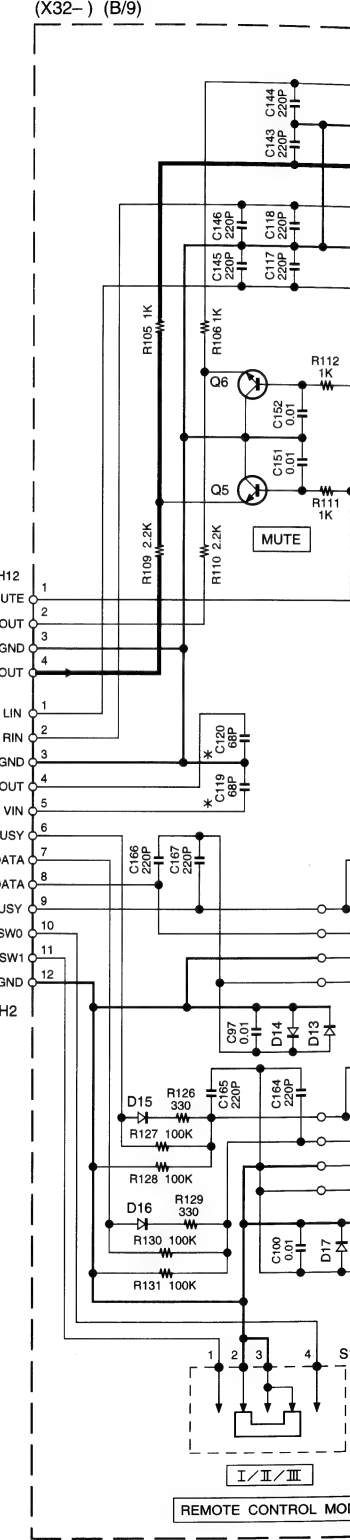 (X32- ) (B/9)
C144
220P
C143
220P
C146
220P
C118
220P
C145
220P
C117
220P
R105 1K
R106 1K
R112
1K
Q6
C152
0.01
C151
0.01
Q5
R111
1K
R109 2.2K
R110 2.2K
MUTE
H12
UTE 1
OUT 2
GND 3
OUT 4
LIN 1
RIN 2
GND 3
OUT 4
VIN 5
USY 6
ATA 7
DATA 8
USY 9
SW0 10
SW1 11
GND 12
H2
* C120
68P
* C119
68P
C166
220P
C167
220P
C97
0.01
D14
D13
C165
220P
C164
220P
D15
R126
330
R127 100K
R128 100K
D16
R129
330
R130 100K
R131 100K
C100
0.01
D17
1 2 3 4 S
I/II/III
REMOTE CONTROL MO